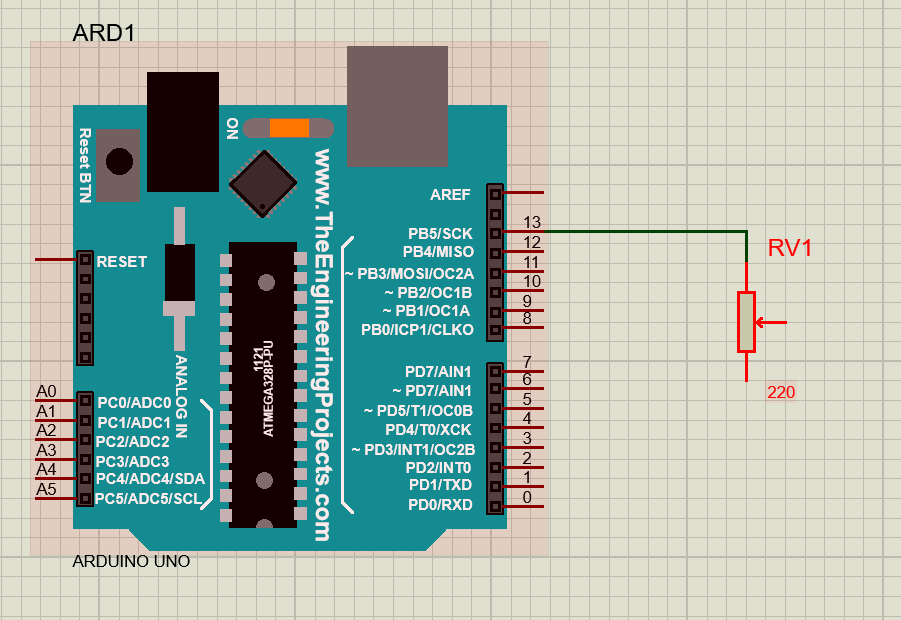 ARD1
Reset BTN
ON
www.TheEngineeringProjects.com
RESET
ANALOG IN
1121
ATMEGA328P-PU
A0
PC0/ADC0
A1
PC1/ADC1
A2
PC2/ADC2
A3
PC3/ADC3
A4
PC4/ADC4/SDA
A5
PC5/ADC5/SCL
AREF
PB5/SCK 13
PB4/MISO 12
~ PB3/MOSI/OC2A 11
~ PB2/OC1B 10
~ PB1/OC1A 9
PB0/ICP1/CLKO 8
PD7/AIN1 7
~ PD7/AIN1 6
~ PD5/T1/OC0B 5
PD4/T0/XCK 4
~ PD3/INT1/OC2B 3
PD2/INT0 2
PD1/TXD 1
PD0/RXD 0
RV1
220
ARDUINO UNO